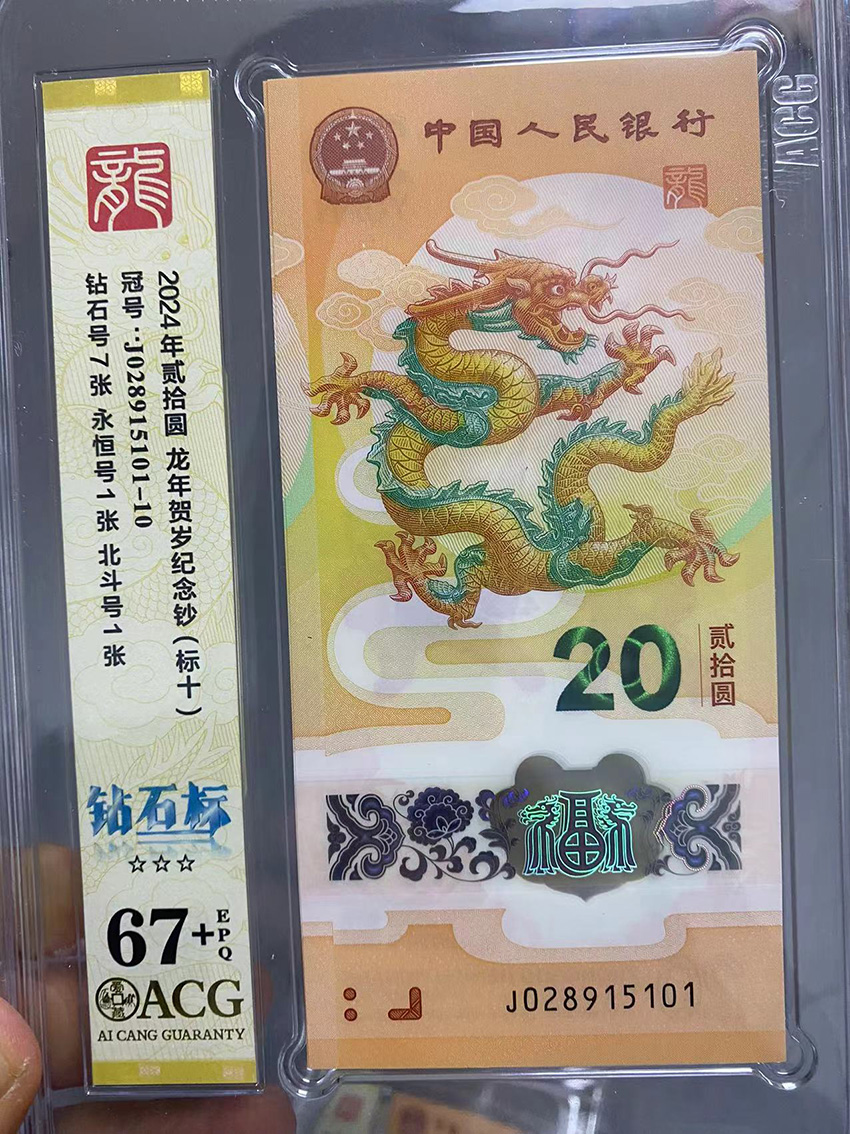 龍
2024年贰拾圆 龙年贺岁纪念钞(标十)
冠号:J028915101-10
钻石号7张 永恒号1张 北斗号1张
钻石标
☆☆☆
67+
EPQ
ACG
AI CANG GUARANTY
中国人民银行
龍
20
贰拾圆
福
J028915101
ACG